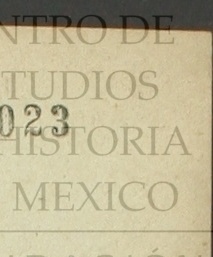 NTRO DE
TUDIOS
023
HISTORIA
MEXICO